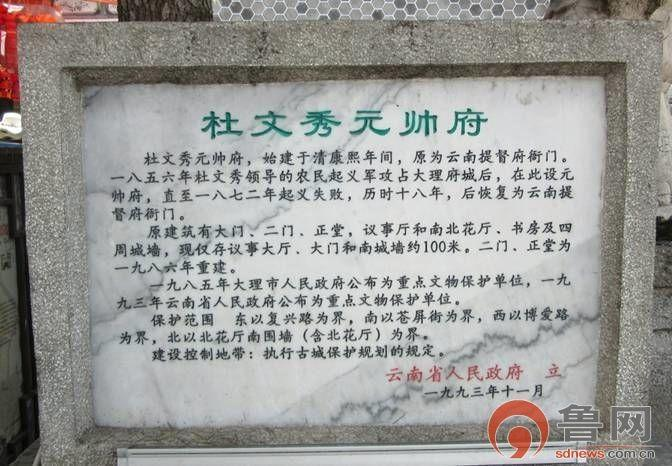 杜文秀元帅府
杜文秀元帅府，始建于清康熙年间，原为云南提督府衙门。
一八五六年杜文秀领导的农民起义军攻占大理府城后，在此设元
帅府，直至一八七二年起义失败，历时十八年，后恢复为云南提
督府衙门。
原建筑有大门、二门、正堂，议事厅和南北花厅、书房及四
周城墙，现仅存议事大厅、大门和南城墙约100米。二门、正堂为
一九八六年重建。
一九八五年大理市人民政府公布为重点文物保护单位，一九
九三年云南省人民政府公布为重点文物保护单位。
保护范围 东以复兴路为界，南以苍屏街为界，西以博爱路
为界，北以北花厅南围墙（含北花厅）为界。
建设控制地带：执行古城保护规划的规定。
云南省人民政府 立
一九九三年十一月
鲁网
sdnews.com.cn